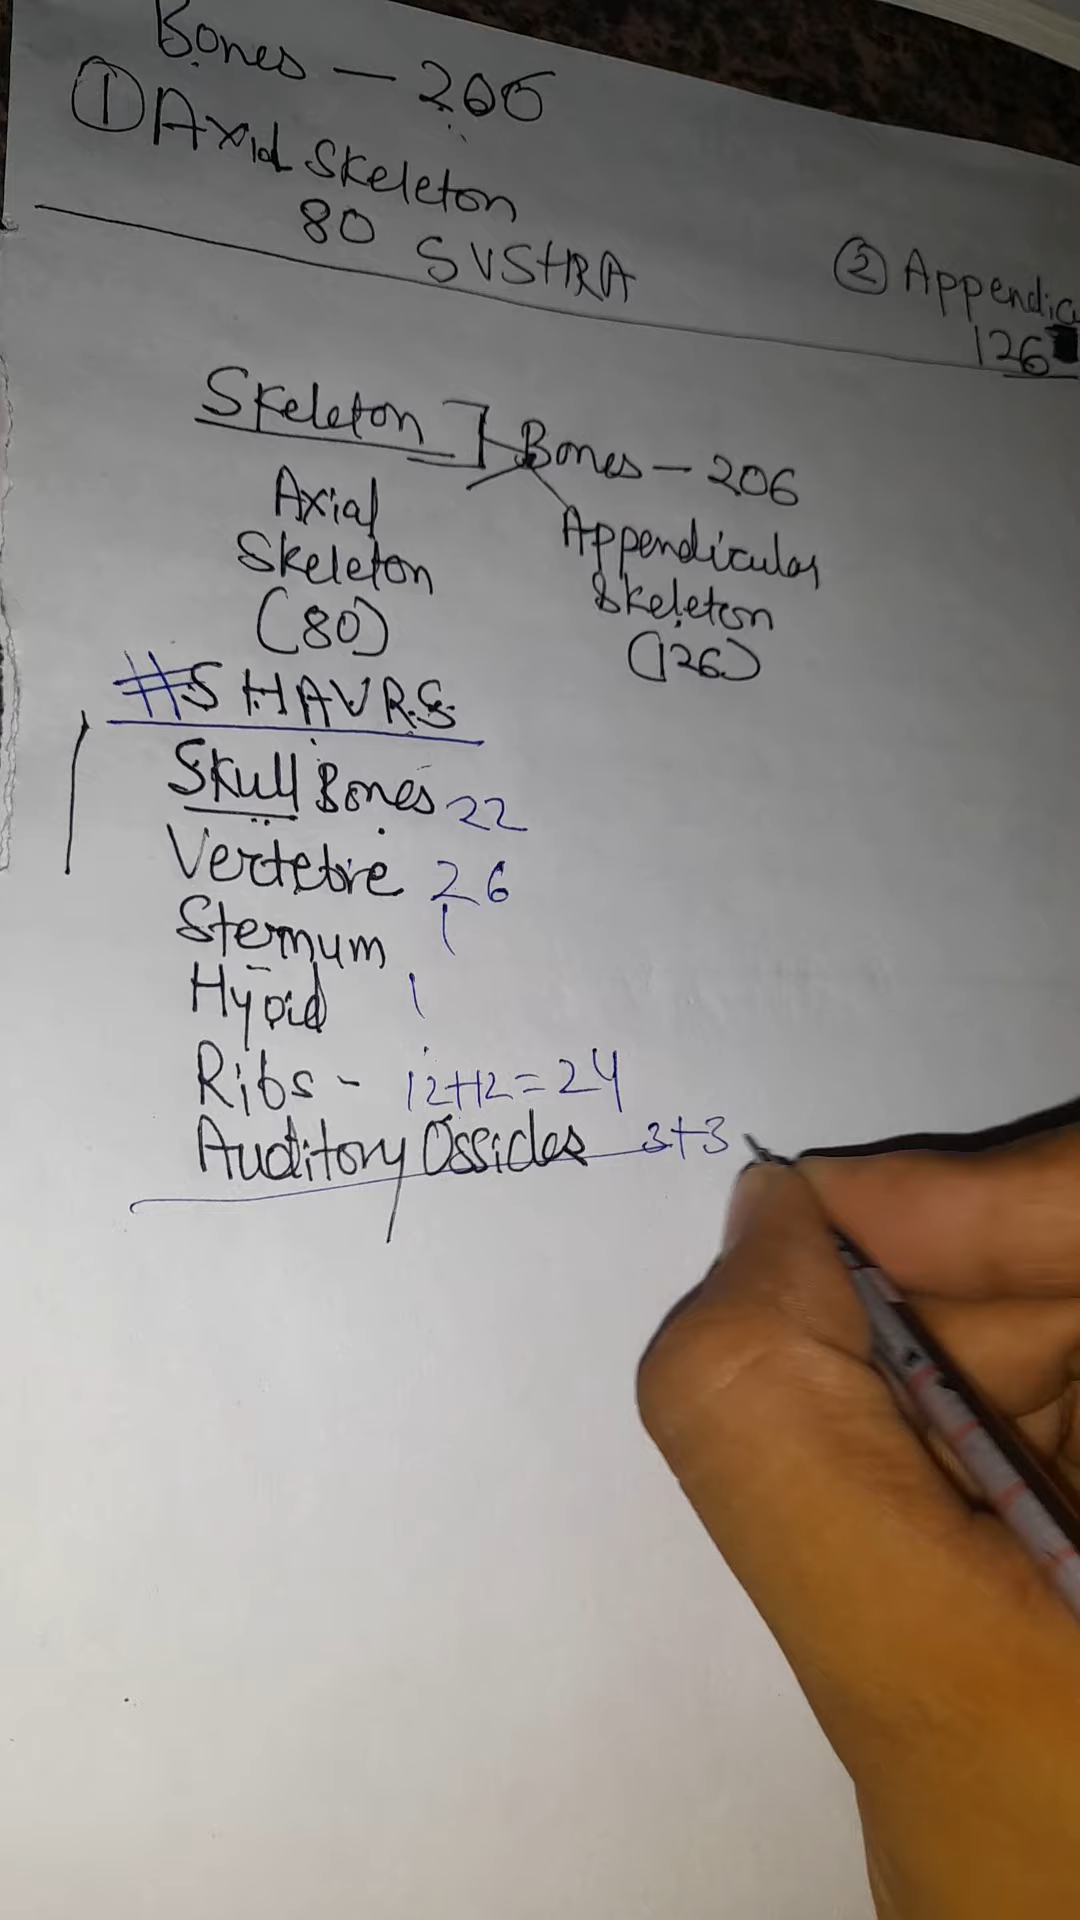 Bones - 206
① Axial Skeleton
80 SVSHRA
② Appendicu
126
Skeleton Bones - 206
Axial
Skeleton
(80)
Appendicular
Skeleton
(126)
#SHAVRS
Skull Bones 22
Vertebre 26
Sternum 1
Hyoid 1
Ribs - 12+12=24
Auditory Ossicles 3+3